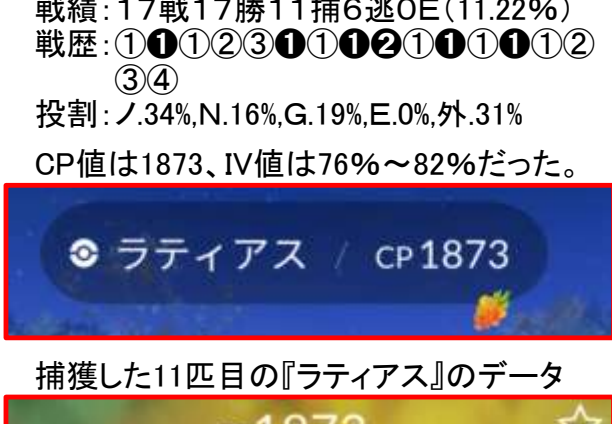 戦績:17戦17勝11捕6逃0E(11.22%)
戦歴:①❶①②③❶①❶❷①❶①❶①②
③④
投割:ノ.34%,N.16%,G.19%,E.0%,外.31%
CP値は1873、IV値は76%~82%だった。
ラティアス / CP1873
捕獲した11匹目の『ラティアス』のデータ
1873